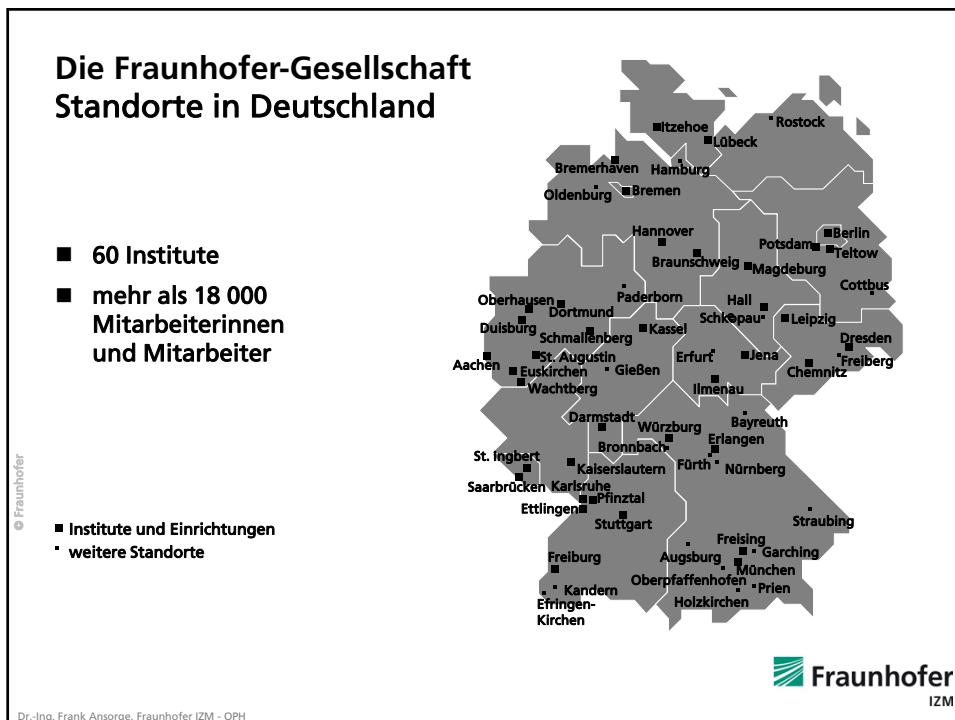 Die Fraunhofer-Gesellschaft
Standorte in Deutschland
60 Institute
mehr als 18 000
Mitarbeiterinnen
und Mitarbeiter
Institute und Einrichtungen
weitere Standorte
© Fraunhofer
Rostock
Itzehoe
Lübeck
Bremerhaven
Hamburg
Oldenburg
Bremen
Hannover
Berlin
Potsdam
Teltow
Braunschweig
Magdeburg
Cottbus
Paderborn
Hall
Oberhausen
Dortmund
Schkopau
Leipzig
Duisburg
Kassel
Schmallenberg
Dresden
Aachen
St. Augustin
Erfurt
Jena
Freiberg
Euskirchen
Gießen
Chemnitz
Wachtberg
Ilmenau
Darmstadt
Würzburg
Bayreuth
Bronnbach
Erlangen
St. Ingbert
Kaiserslautern
Fürth
Nürnberg
Saarbrücken
Karlsruhe
Pfinztal
Ettlingen
Stuttgart
Straubing
Freising
Freiburg
Augsburg
Garching
München
Oberpfaffenhofen
Kandern
Prien
Holzkirchen
Efringen-
Kirchen
Fraunhofer
IZM
Dr.-Ing. Frank Ansorge, Fraunhofer IZM - OPH